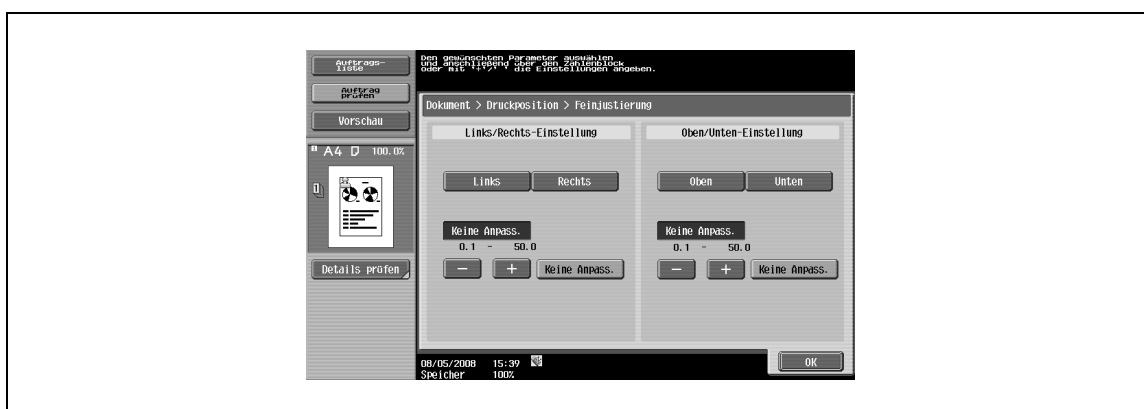 Auftrags-
liste
Auftrag
prüfen
Vorschau
A4 100.0%
1
Details prüfen
Den gewünschten Parameter auswählen
und anschließend über den Zahlenblock
oder mit '+'/' ' die Einstellungen angeben.
Dokument > Druckposition > Feinjustierung
Links/Rechts-Einstellung
Links Rechts
Keine Anpass.
0.1 - 50.0
- + Keine Anpass.
Oben/Unten-Einstellung
Oben Unten
Keine Anpass.
0.1 - 50.0
- + Keine Anpass.
08/05/2008 15:39
Speicher 100%
OK